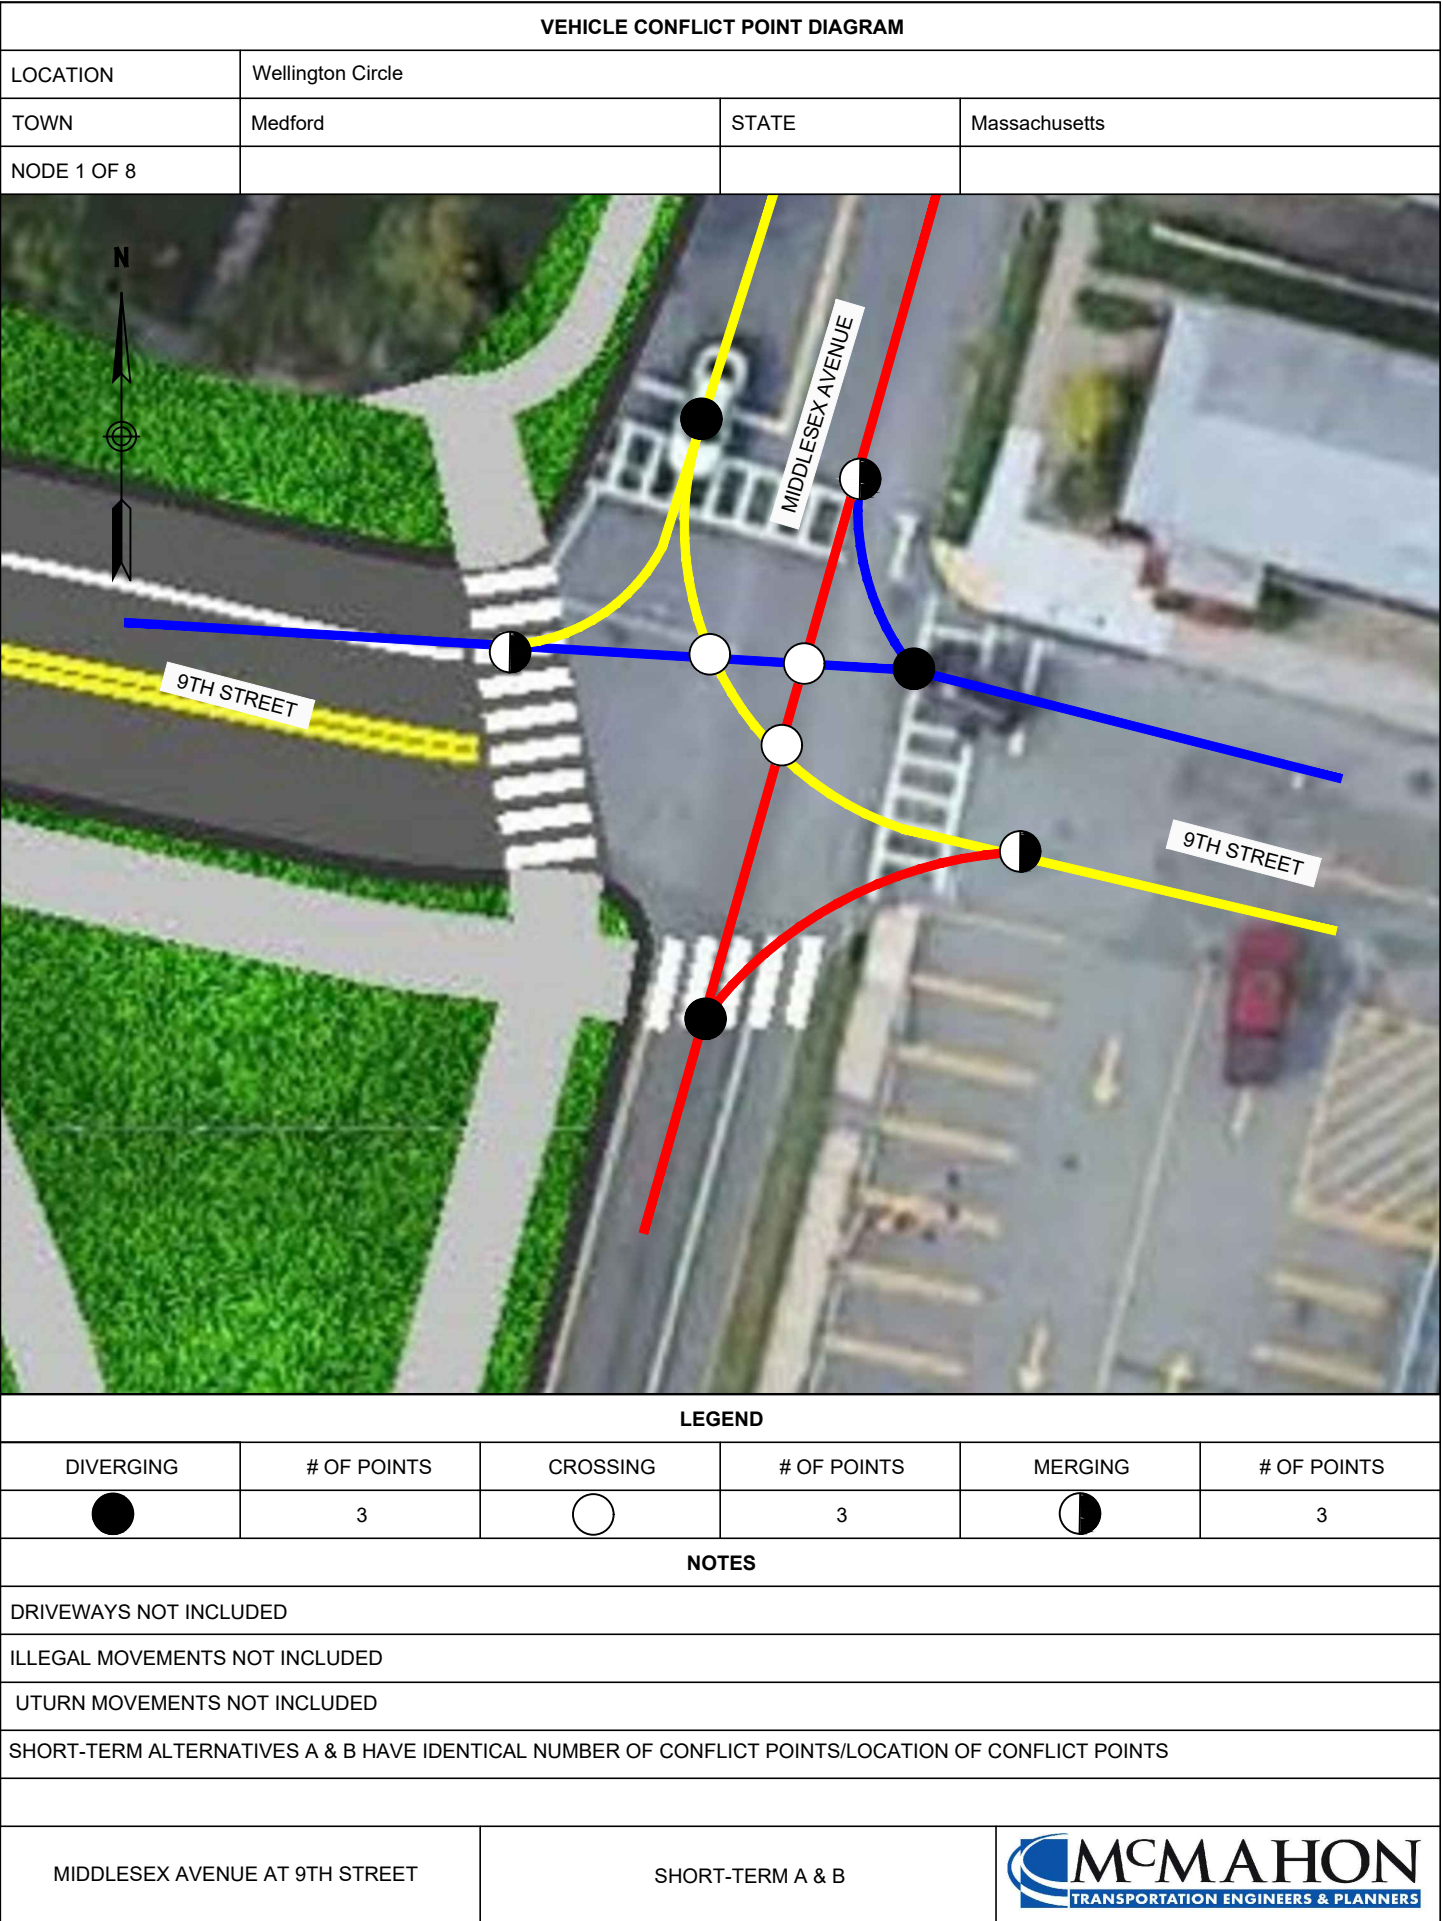 VEHICLE CONFLICT POINT DIAGRAM
LOCATION Wellington Circle
TOWN Medford STATE Massachusetts
NODE 1 OF 8
N
MIDDLESEX AVENUE
9TH STREET
9TH STREET
LEGEND
DIVERGING # OF POINTS CROSSING # OF POINTS MERGING # OF POINTS
3 3 3
NOTES
DRIVEWAYS NOT INCLUDED
ILLEGAL MOVEMENTS NOT INCLUDED
UTURN MOVEMENTS NOT INCLUDED
SHORT-TERM ALTERNATIVES A & B HAVE IDENTICAL NUMBER OF CONFLICT POINTS/LOCATION OF CONFLICT POINTS
MIDDLESEX AVENUE AT 9TH STREET SHORT-TERM A & B MCMAHON
TRANSPORTATION ENGINEERS & PLANNERS